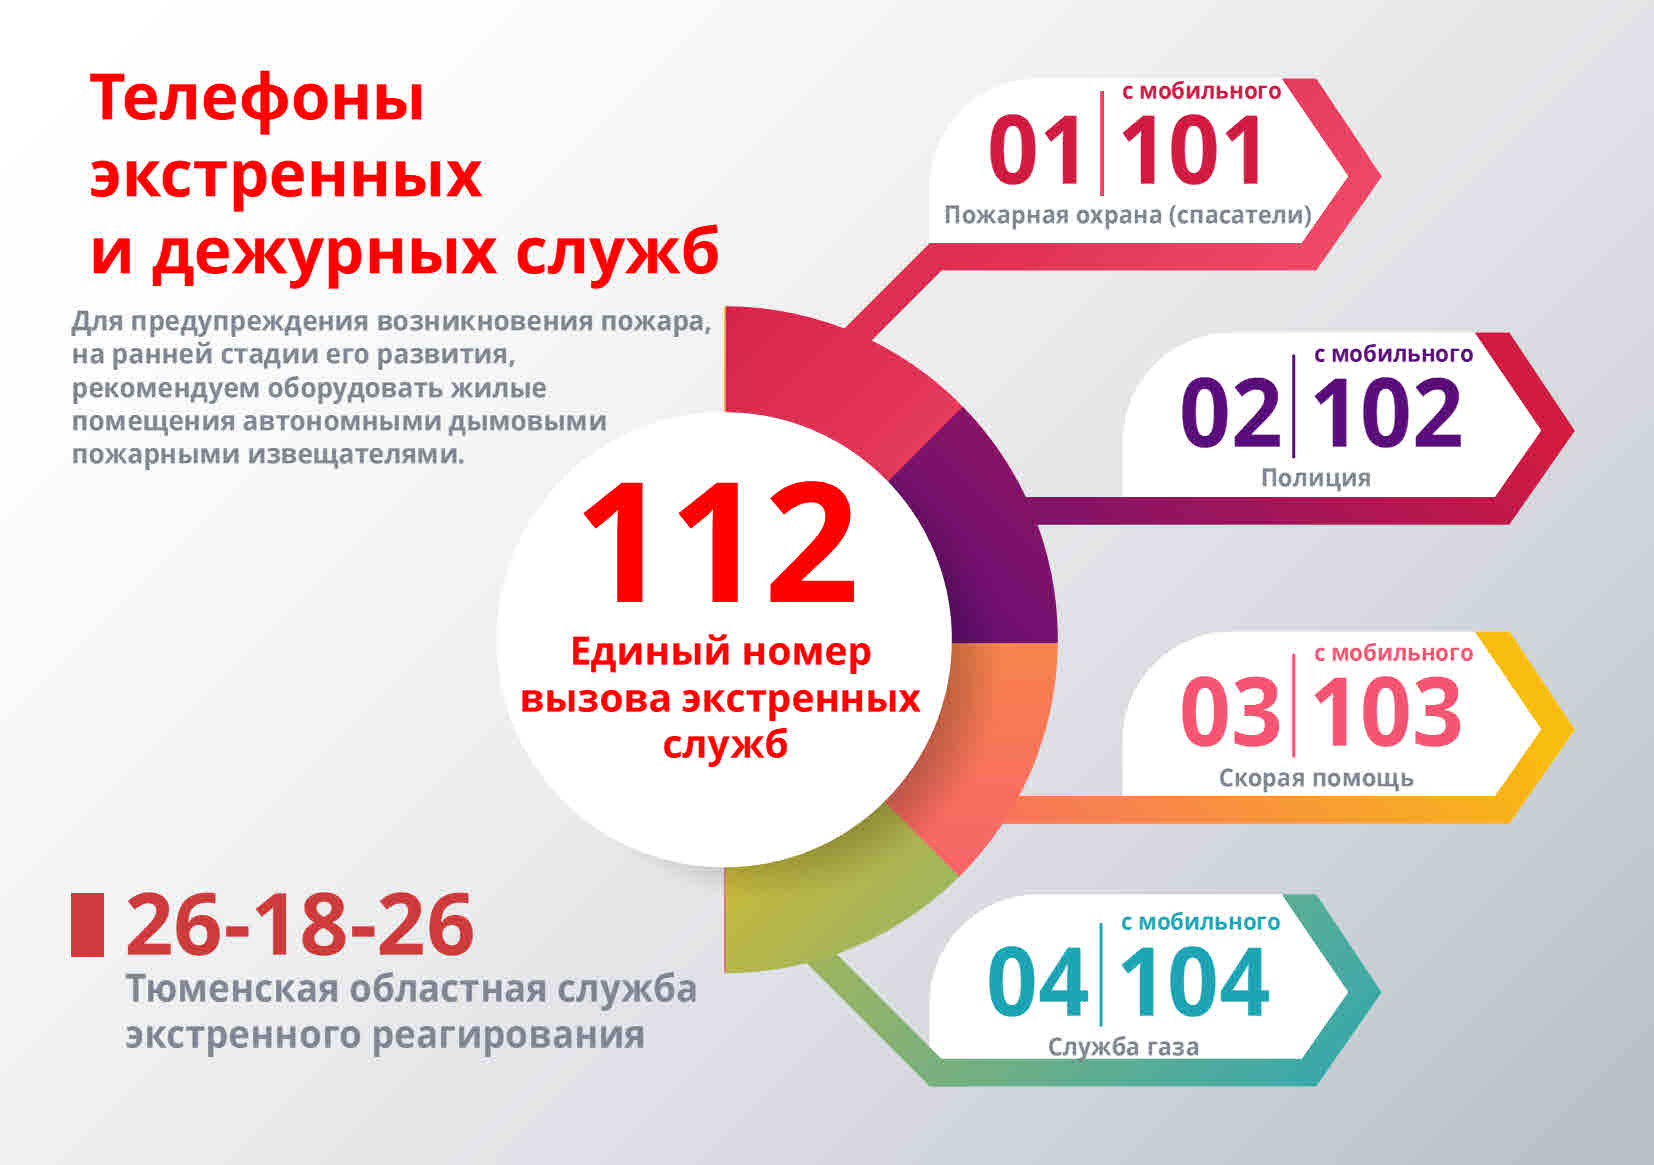 Телефоны
экстренных
и дежурных служб
Для предупреждения возникновения пожара,
на ранней стадии его развития,
рекомендуем оборудовать жилые
помещения автономными дымовыми
пожарными извещателями.
112
Единый номер
вызова экстренных
служб
с мобильного
01 101
Пожарная охрана (спасатели)
с мобильного
02 102
Полиция
с мобильного
03 103
Скорая помощь
с мобильного
04 104
Служба газа
26-18-26
Тюменская областная служба
экстренного реагирования